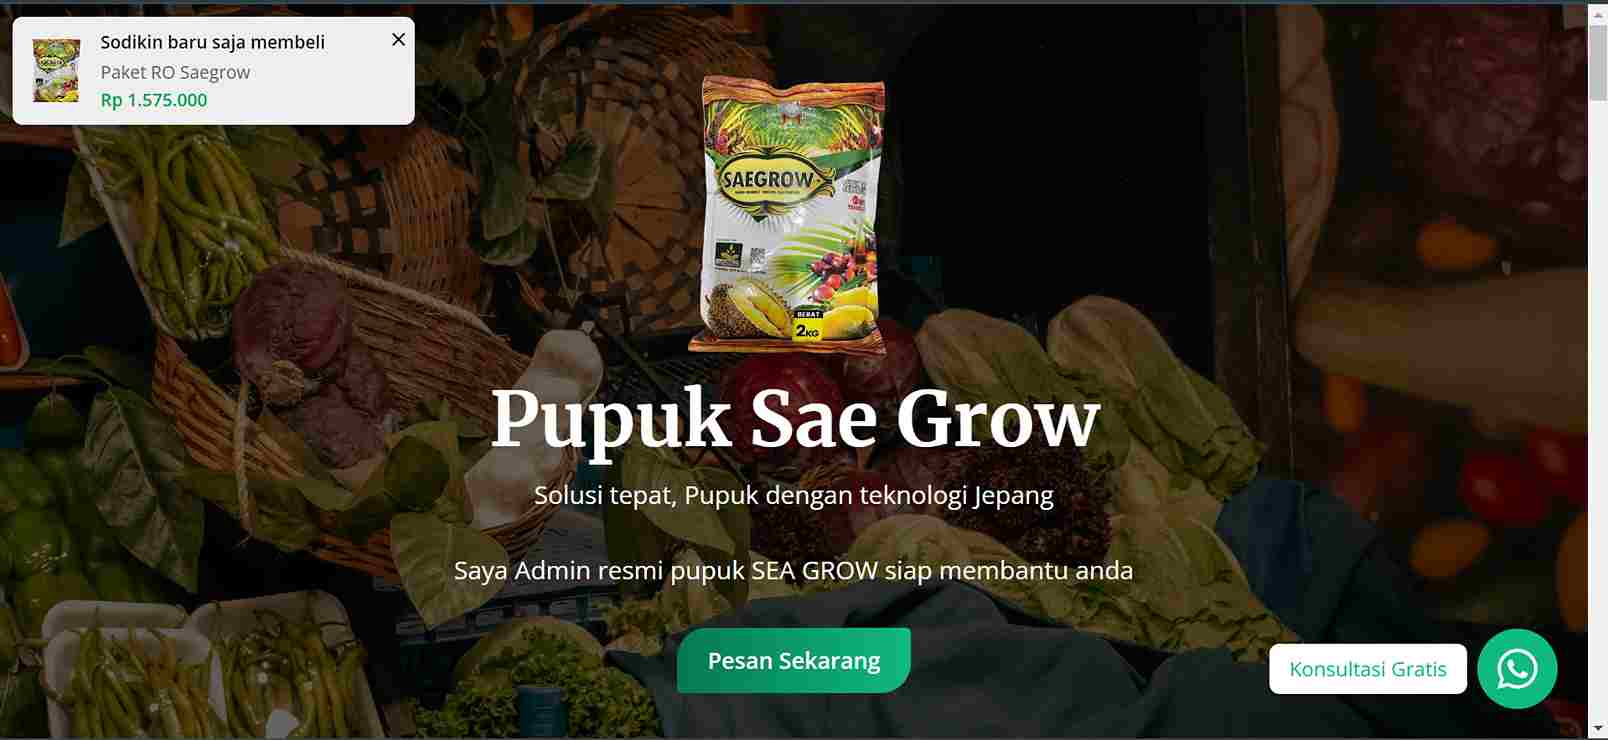 Sodikin baru saja membeli
Paket RO Saegrow
Rp 1.575.000
SAEGROW
BERAT
2KG
Pupuk Sae Grow
Solusi tepat, Pupuk dengan teknologi Jepang
Saya Admin resmi pupuk SEA GROW siap membantu anda
Pesan Sekarang
Konsultasi Gratis